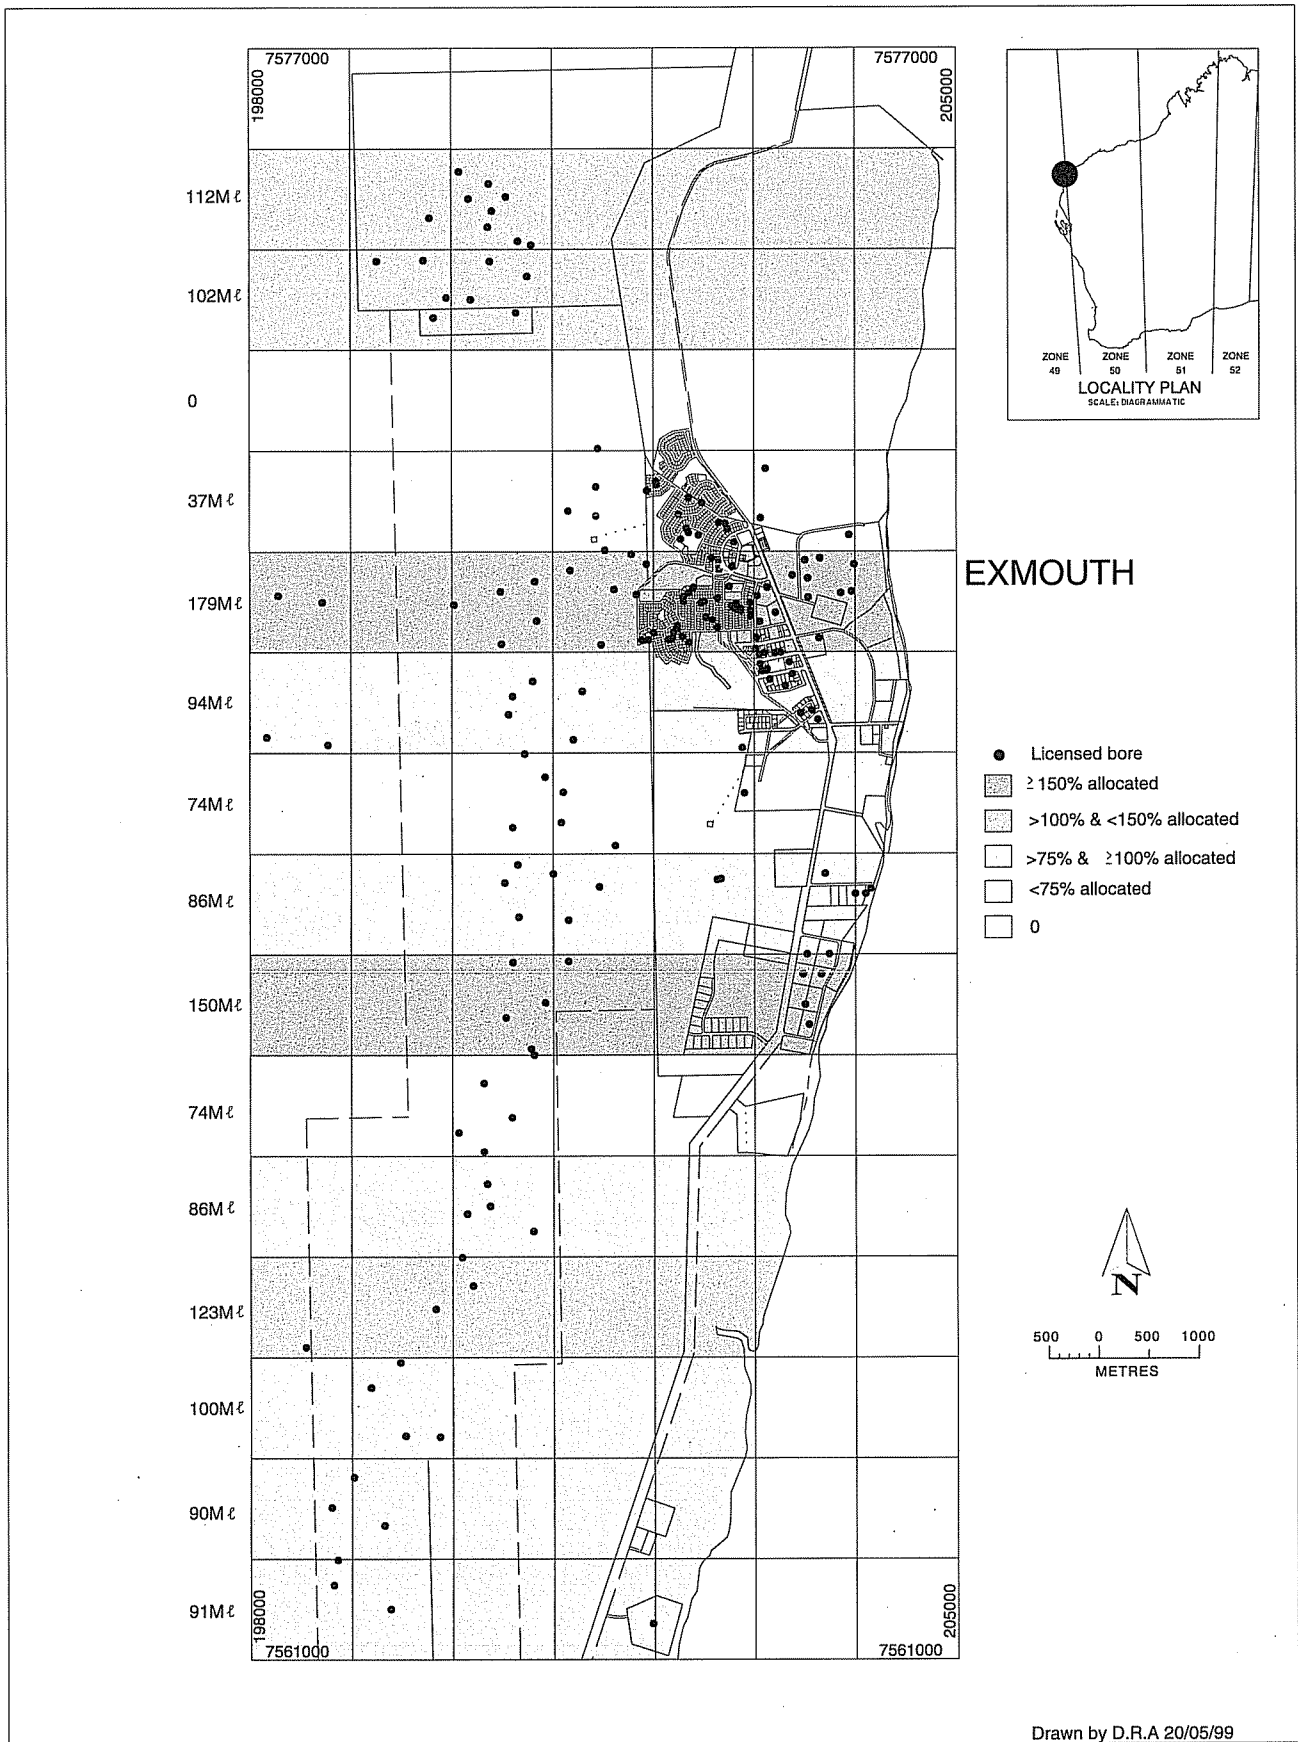 7577000
7577000
198000
205000
112Mℓ
102Mℓ
0
37Mℓ
179Mℓ
94Mℓ
74Mℓ
86Mℓ
150Mℓ
74Mℓ
86Mℓ
123Mℓ
100Mℓ
90Mℓ
91Mℓ
198000
205000
7561000
7561000
ZONE 49
ZONE 50
ZONE 51
ZONE 52
LOCALITY PLAN
SCALE: DIAGRAMMATIC
EXMOUTH
Licensed bore
≥150% allocated
>100% & <150% allocated
>75% & ≥100% allocated
<75% allocated
0
N
500 0 500 1000
METRES
Drawn by D.R.A 20/05/99